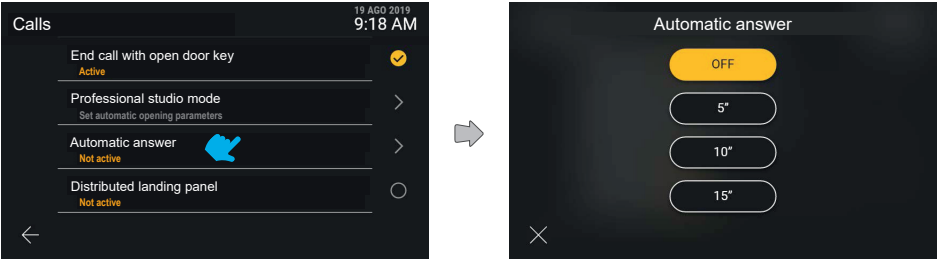 Calls
19 AGO 2019
9:18 AM
End call with open door key
Active
Professional studio mode
Set automatic opening parameters
Automatic answer
Not active
Distributed landing panel
Not active
Automatic answer
OFF
5″
10″
15″